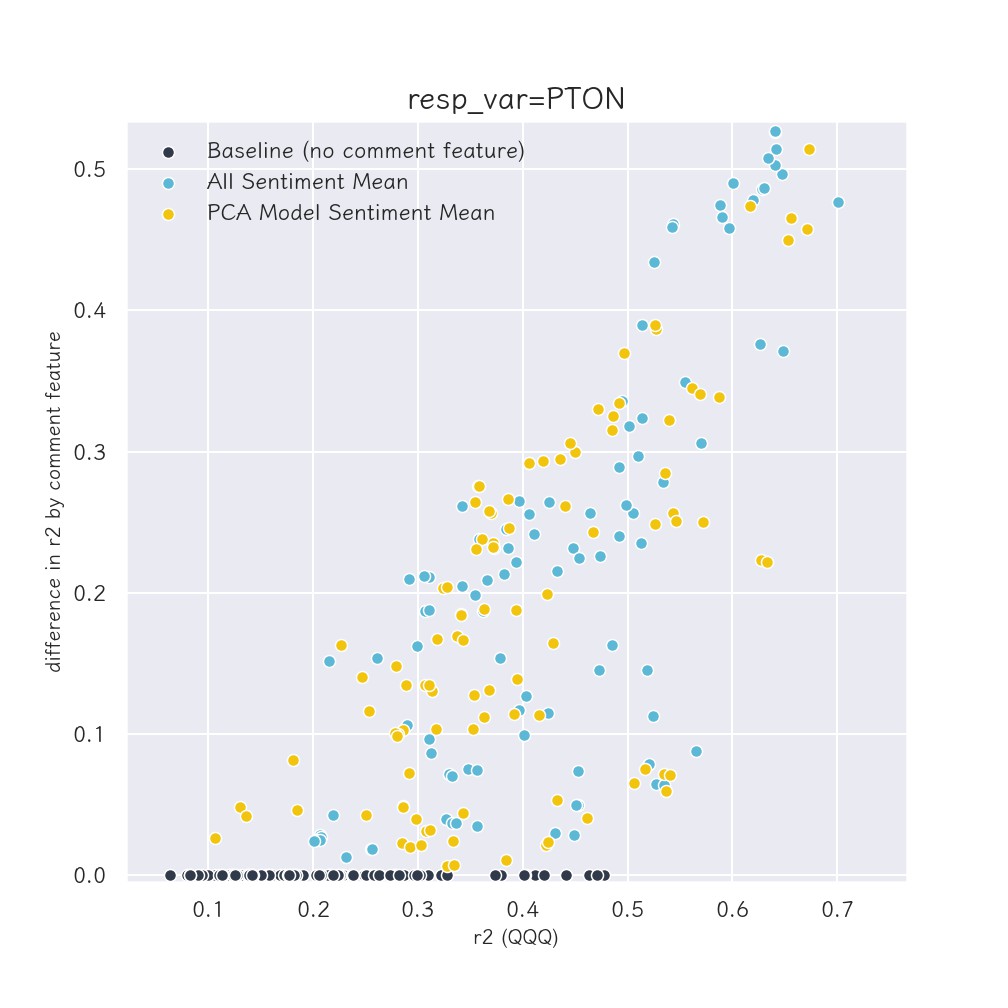 resp_var=PTON
Baseline (no comment feature)
All Sentiment Mean
PCA Model Sentiment Mean
difference in r2 by comment feature
0.5
0.4
0.3
0.2
0.1
0.0
0.1 0.2 0.3 0.4 0.5 0.6 0.7
r2 (QQQ)